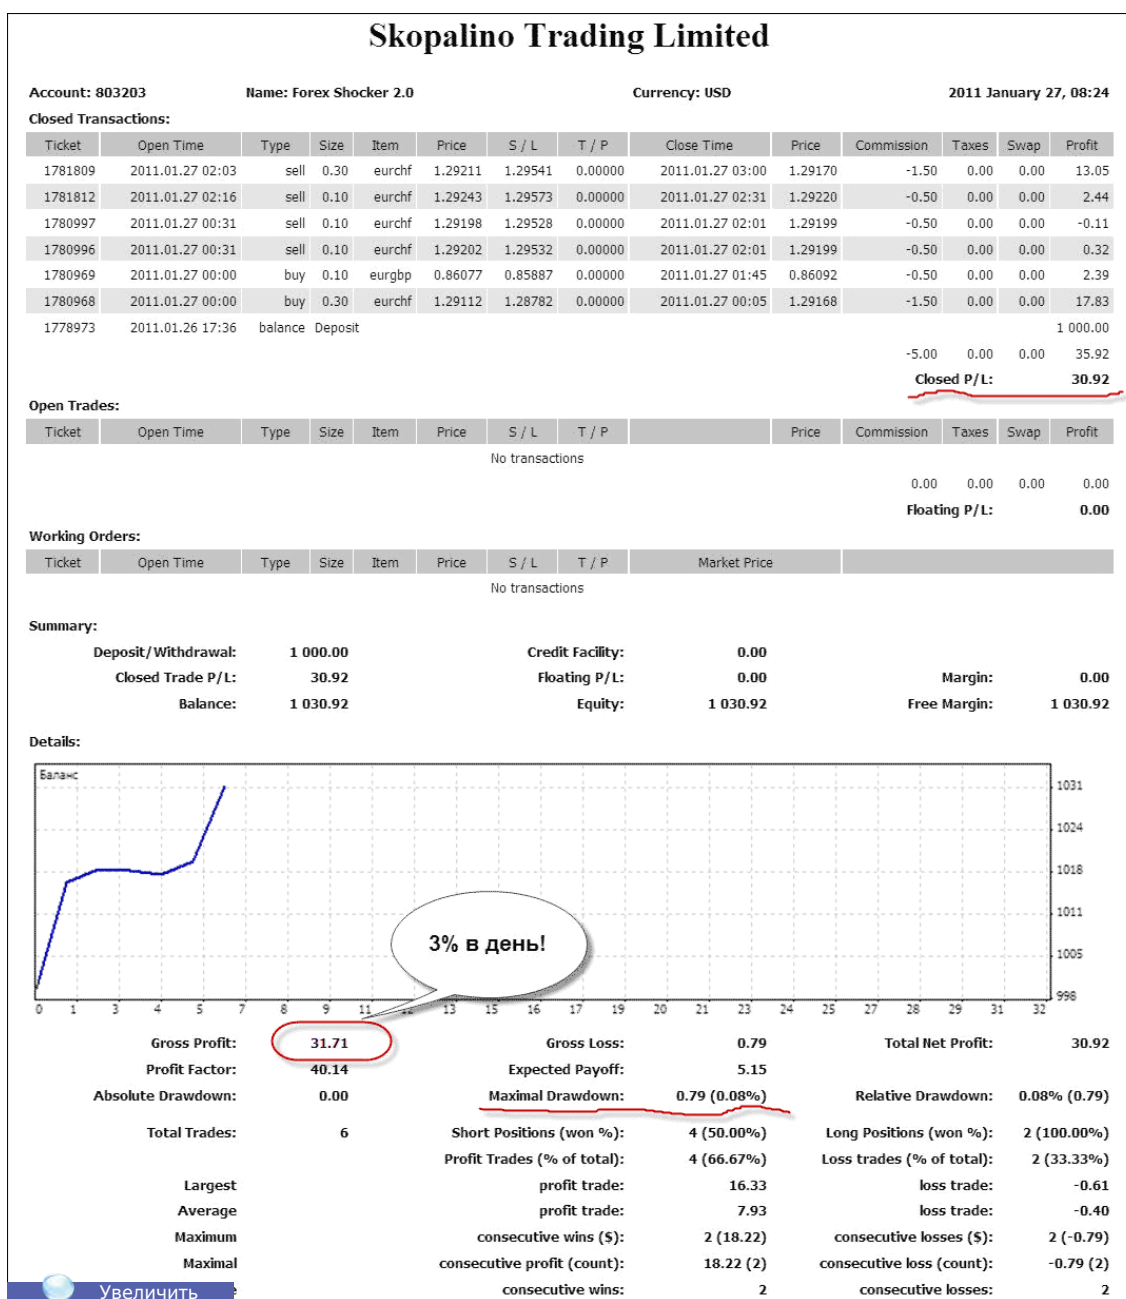 Skopalino Trading Limited
Account: 803203 Name: Forex Shocker 2.0 Currency: USD 2011 January 27, 08:24
Closed Transactions:
Ticket Open Time Type Size Item Price S / L T / P Close Time Price Commission Taxes Swap Profit
1781809 2011.01.27 02:03 sell 0.30 eurchf 1.29211 1.29541 0.00000 2011.01.27 03:00 1.29170 -1.50 0.00 0.00 13.05
1781812 2011.01.27 02:16 sell 0.10 eurchf 1.29243 1.29573 0.00000 2011.01.27 02:31 1.29220 -0.50 0.00 0.00 2.44
1780997 2011.01.27 00:31 sell 0.10 eurchf 1.29198 1.29528 0.00000 2011.01.27 02:01 1.29199 -0.50 0.00 0.00 -0.11
1780996 2011.01.27 00:31 sell 0.10 eurchf 1.29202 1.29532 0.00000 2011.01.27 02:01 1.29199 -0.50 0.00 0.00 0.32
1780969 2011.01.27 00:00 buy 0.10 eurgbp 0.86077 0.85887 0.00000 2011.01.27 01:45 0.86092 -0.50 0.00 0.00 2.39
1780968 2011.01.27 00:00 buy 0.30 eurchf 1.29112 1.28782 0.00000 2011.01.27 00:05 1.29168 -1.50 0.00 0.00 17.83
1778973 2011.01.26 17:36 balance Deposit 1 000.00
-5.00 0.00 0.00 35.92
Closed P/L: 30.92
Open Trades:
Ticket Open Time Type Size Item Price S / L T / P Price Commission Taxes Swap Profit
No transactions
0.00 0.00 0.00 0.00
Floating P/L: 0.00
Working Orders:
Ticket Open Time Type Size Item Price S / L T / P Market Price
No transactions
Summary:
Deposit/Withdrawal: 1 000.00 Credit Facility: 0.00
Closed Trade P/L: 30.92 Floating P/L: 0.00 Margin: 0.00
Balance: 1 030.92 Equity: 1 030.92 Free Margin: 1 030.92
Details:
Баланс
1031
1024
1018
1011
3% в день!
1005
998
0 1 3 4 5 7 8 9 11 12 13 15 16 17 19 20 21 23 24 25 27 28 29 31 32
Gross Profit: 31.71 Gross Loss: 0.79 Total Net Profit: 30.92
Profit Factor: 40.14 Expected Payoff: 5.15
Absolute Drawdown: 0.00 Maximal Drawdown: 0.79 (0.08%) Relative Drawdown: 0.08% (0.79)
Total Trades: 6 Short Positions (won %): 4 (50.00%) Long Positions (won %): 2 (100.00%)
Profit Trades (% of total): 4 (66.67%) Loss trades (% of total): 2 (33.33%)
Largest profit trade: 16.33 loss trade: -0.61
Average profit trade: 7.93 loss trade: -0.40
Maximum consecutive wins ($): 2 (18.22) consecutive losses ($): 2 (-0.79)
Maximal consecutive profit (count): 18.22 (2) consecutive loss (count): -0.79 (2)
Увеличить consecutive wins: 2 consecutive losses: 2